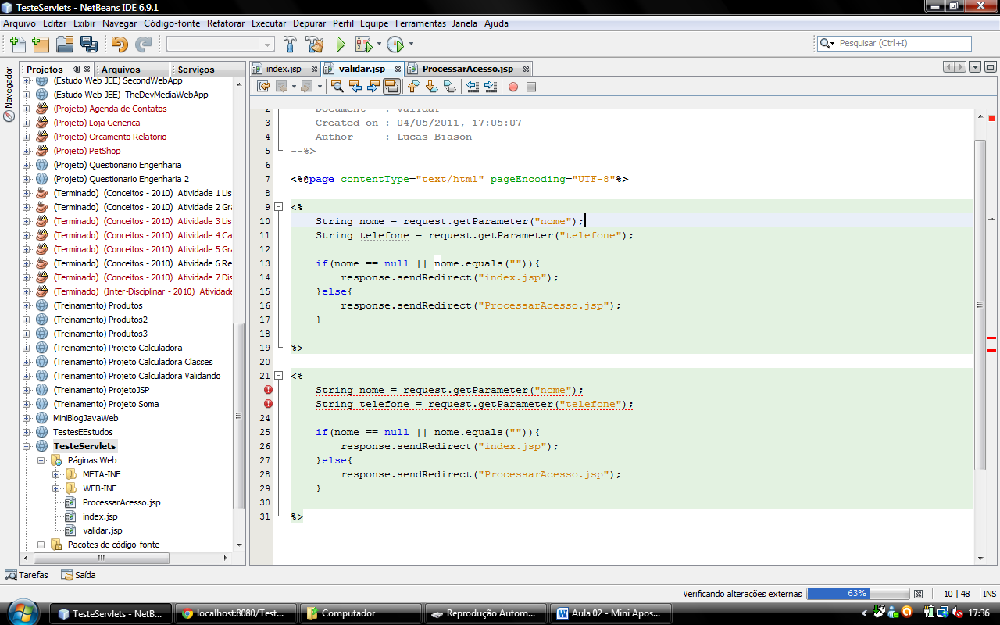 TesteServlets - NetBeans IDE 6.9.1
Arquivo Editar Exibir Navegar Código-fonte Refatorar Executar Depurar Perfil Equipe Ferramentas Janela Ajuda
Pesquisar (Ctrl+I)
Navegador
Projetos Arquivos Serviços
(Estudo Web JEE) SecondWebApp
(Estudo Web JEE) TheDevMediaWebApp
(Projeto) Agenda de Contatos
(Projeto) Loja Generica
(Projeto) Orcamento Relatorio
(Projeto) PetShop
(Projeto) Questionario Engenharia
(Projeto) Questionario Engenharia 2
(Terminado) (Conceitos - 2010) Atividade 1 Lis
(Terminado) (Conceitos - 2010) Atividade 2 Gra
(Terminado) (Conceitos - 2010) Atividade 3 Lis
(Terminado) (Conceitos - 2010) Atividade 4 Ca
(Terminado) (Conceitos - 2010) Atividade 5 Gra
(Terminado) (Conceitos - 2010) Atividade 6 Re
(Terminado) (Conceitos - 2010) Atividade 7 Dis
(Terminado) (Inter-Disciplinar - 2010) Atividade
(Treinamento) Produtos
(Treinamento) Produtos2
(Treinamento) Produtos3
(Treinamento) Projeto Calculadora
(Treinamento) Projeto Calculadora Classes
(Treinamento) Projeto Calculadora Validando
(Treinamento) ProjetoJSP
(Treinamento) Projeto Soma
MiniBlogJavaWeb
TestesEEstudos
TesteServlets
Páginas Web
META-INF
WEB-INF
ProcessarAcesso.jsp
index.jsp
validar.jsp
Pacotes de código-fonte
index.jsp validar.jsp ProcessarAcesso.jsp
2 Document : validar
3 Created on : 04/05/2011, 17:05:07
4 Author : Lucas Biason
5 --%>
6
7 <%@page contentType="text/html" pageEncoding="UTF-8"%>
8
9 <%
10 String nome = request.getParameter("nome");
11 String telefone = request.getParameter("telefone");
12
13 if(nome == null || nome.equals("")){
14 response.sendRedirect("index.jsp");
15 }else{
16 response.sendRedirect("ProcessarAcesso.jsp");
17 }
18
19 %>
20
21 <%
String nome = request.getParameter("nome");
String telefone = request.getParameter("telefone");
24
25 if(nome == null || nome.equals("")){
26 response.sendRedirect("index.jsp");
27 }else{
28 response.sendRedirect("ProcessarAcesso.jsp");
29 }
30
31 %>
Tarefas Saída
Verificando alterações externas 63% 10 | 48 INS
TesteServlets - NetB... localhost:8080/Test... Computador Reprodução Autom... Aula 02 - Mini Apos... 17:36